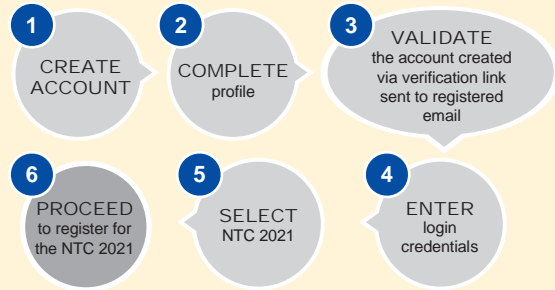 1
CREATE
ACCOUNT
2
COMPLETE
profile
3
VALIDATE
the account created
via verification link
sent to registered
email
4
ENTER
login
credentials
5
SELECT
NTC 2021
6
PROCEED
to register for
the NTC 2021